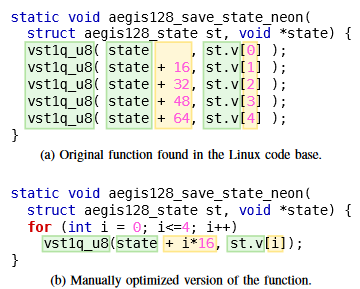 static void aegis128_save_state_neon(
struct aegis128_state st, void *state) {
vst1q_u8( state , st.v[0] );
vst1q_u8( state + 16, st.v[1] );
vst1q_u8( state + 32, st.v[2] );
vst1q_u8( state + 48, st.v[3] );
vst1q_u8( state + 64, st.v[4] );
}
(a) Original function found in the Linux code base.
static void aegis128_save_state_neon(
struct aegis128_state st, void *state) {
for (int i = 0; i<=4; i++)
vst1q_u8(state + i*16, st.v[i]);
}
(b) Manually optimized version of the function.